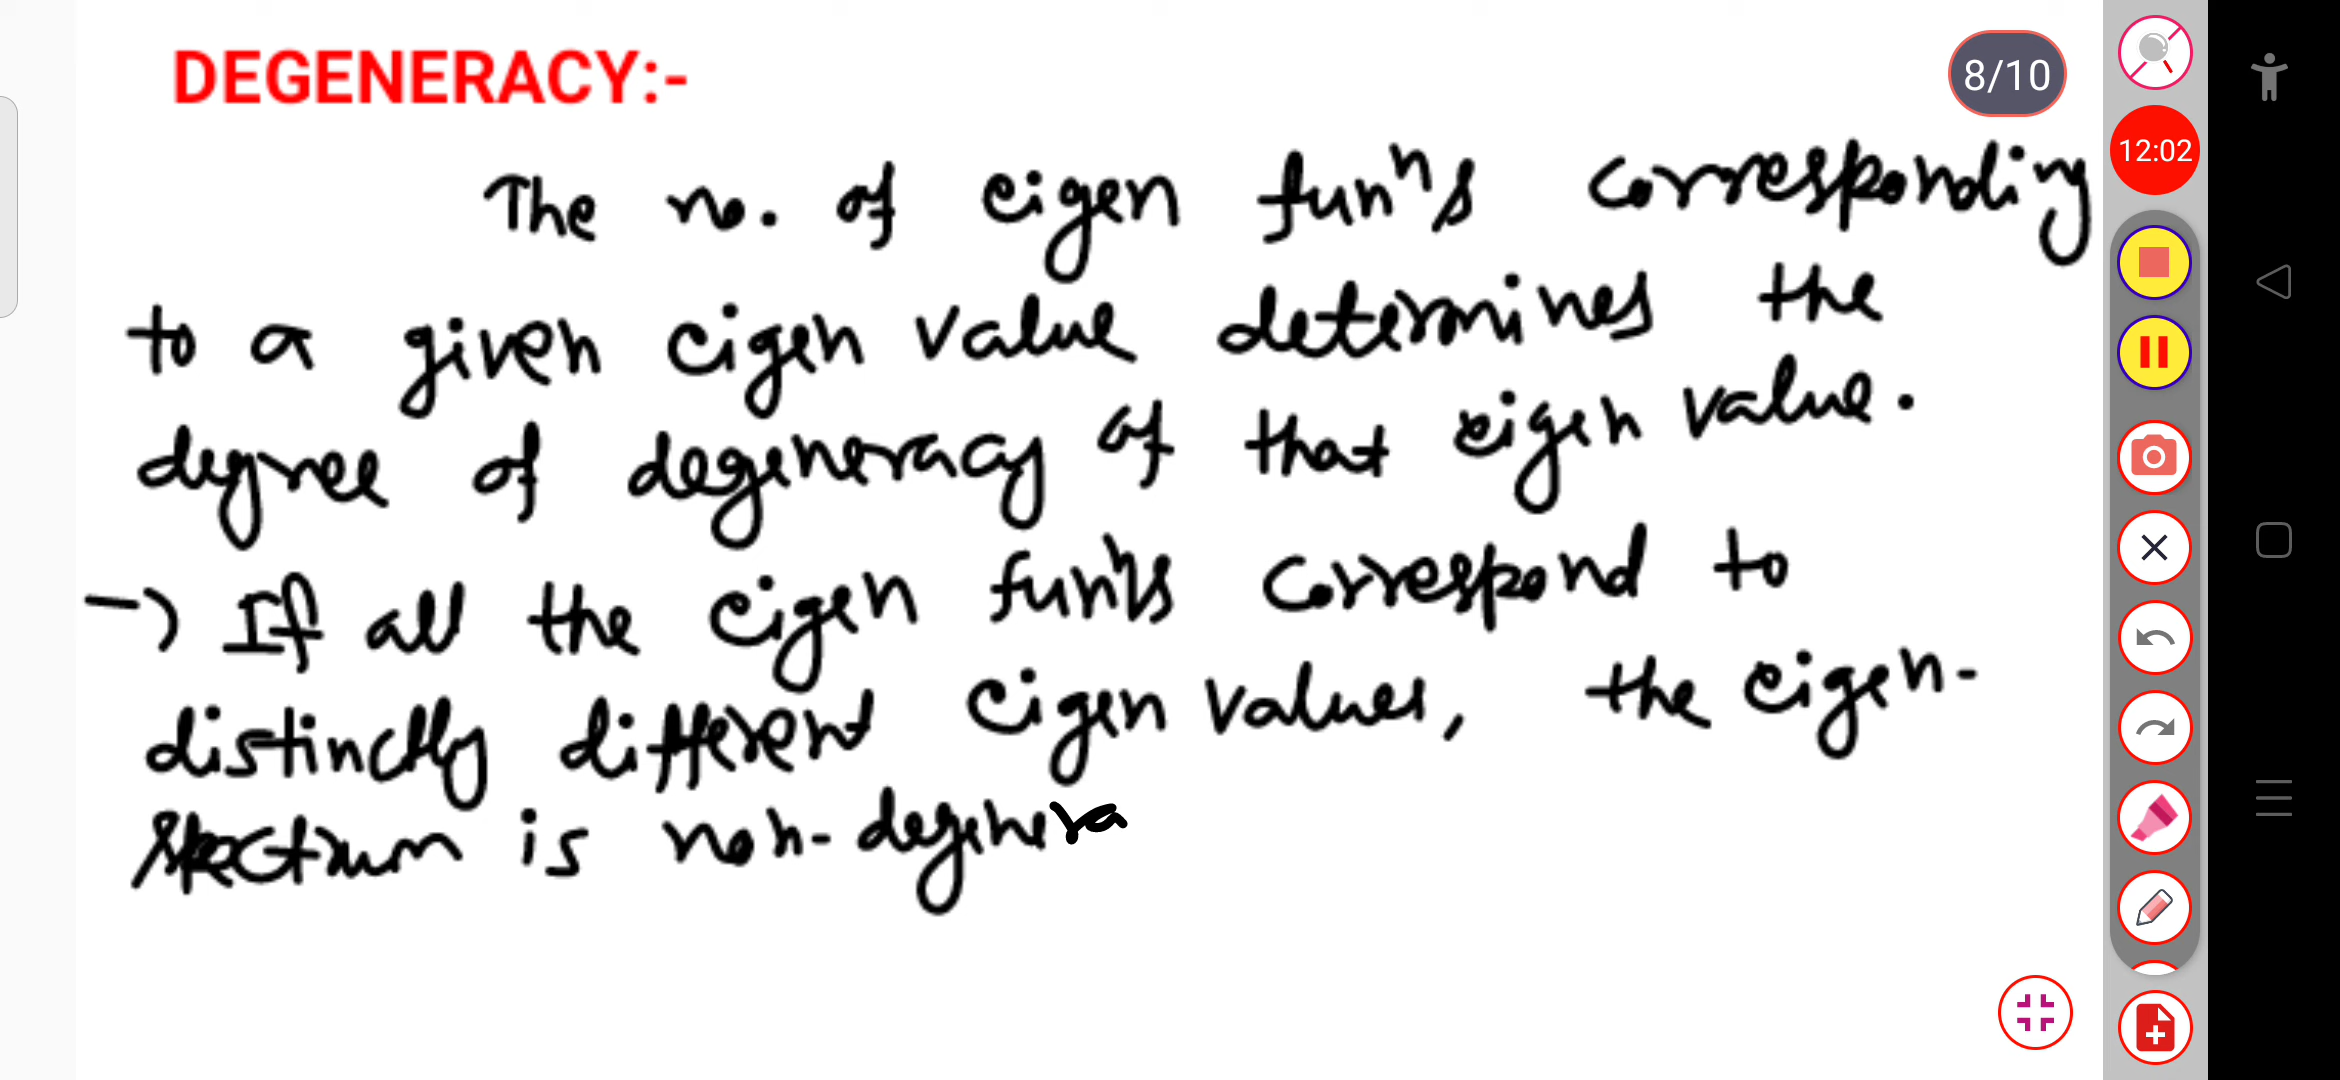 DEGENERACY:-
8/10
12:02
The no. of eigen funⁿs corresponding
to a given eigen value determines the
degree of degeneracy of that eigen value.
→ If all the eigen funⁿs correspond to
distinctly different eigen values, the eigen-
spectrum is non-degenera